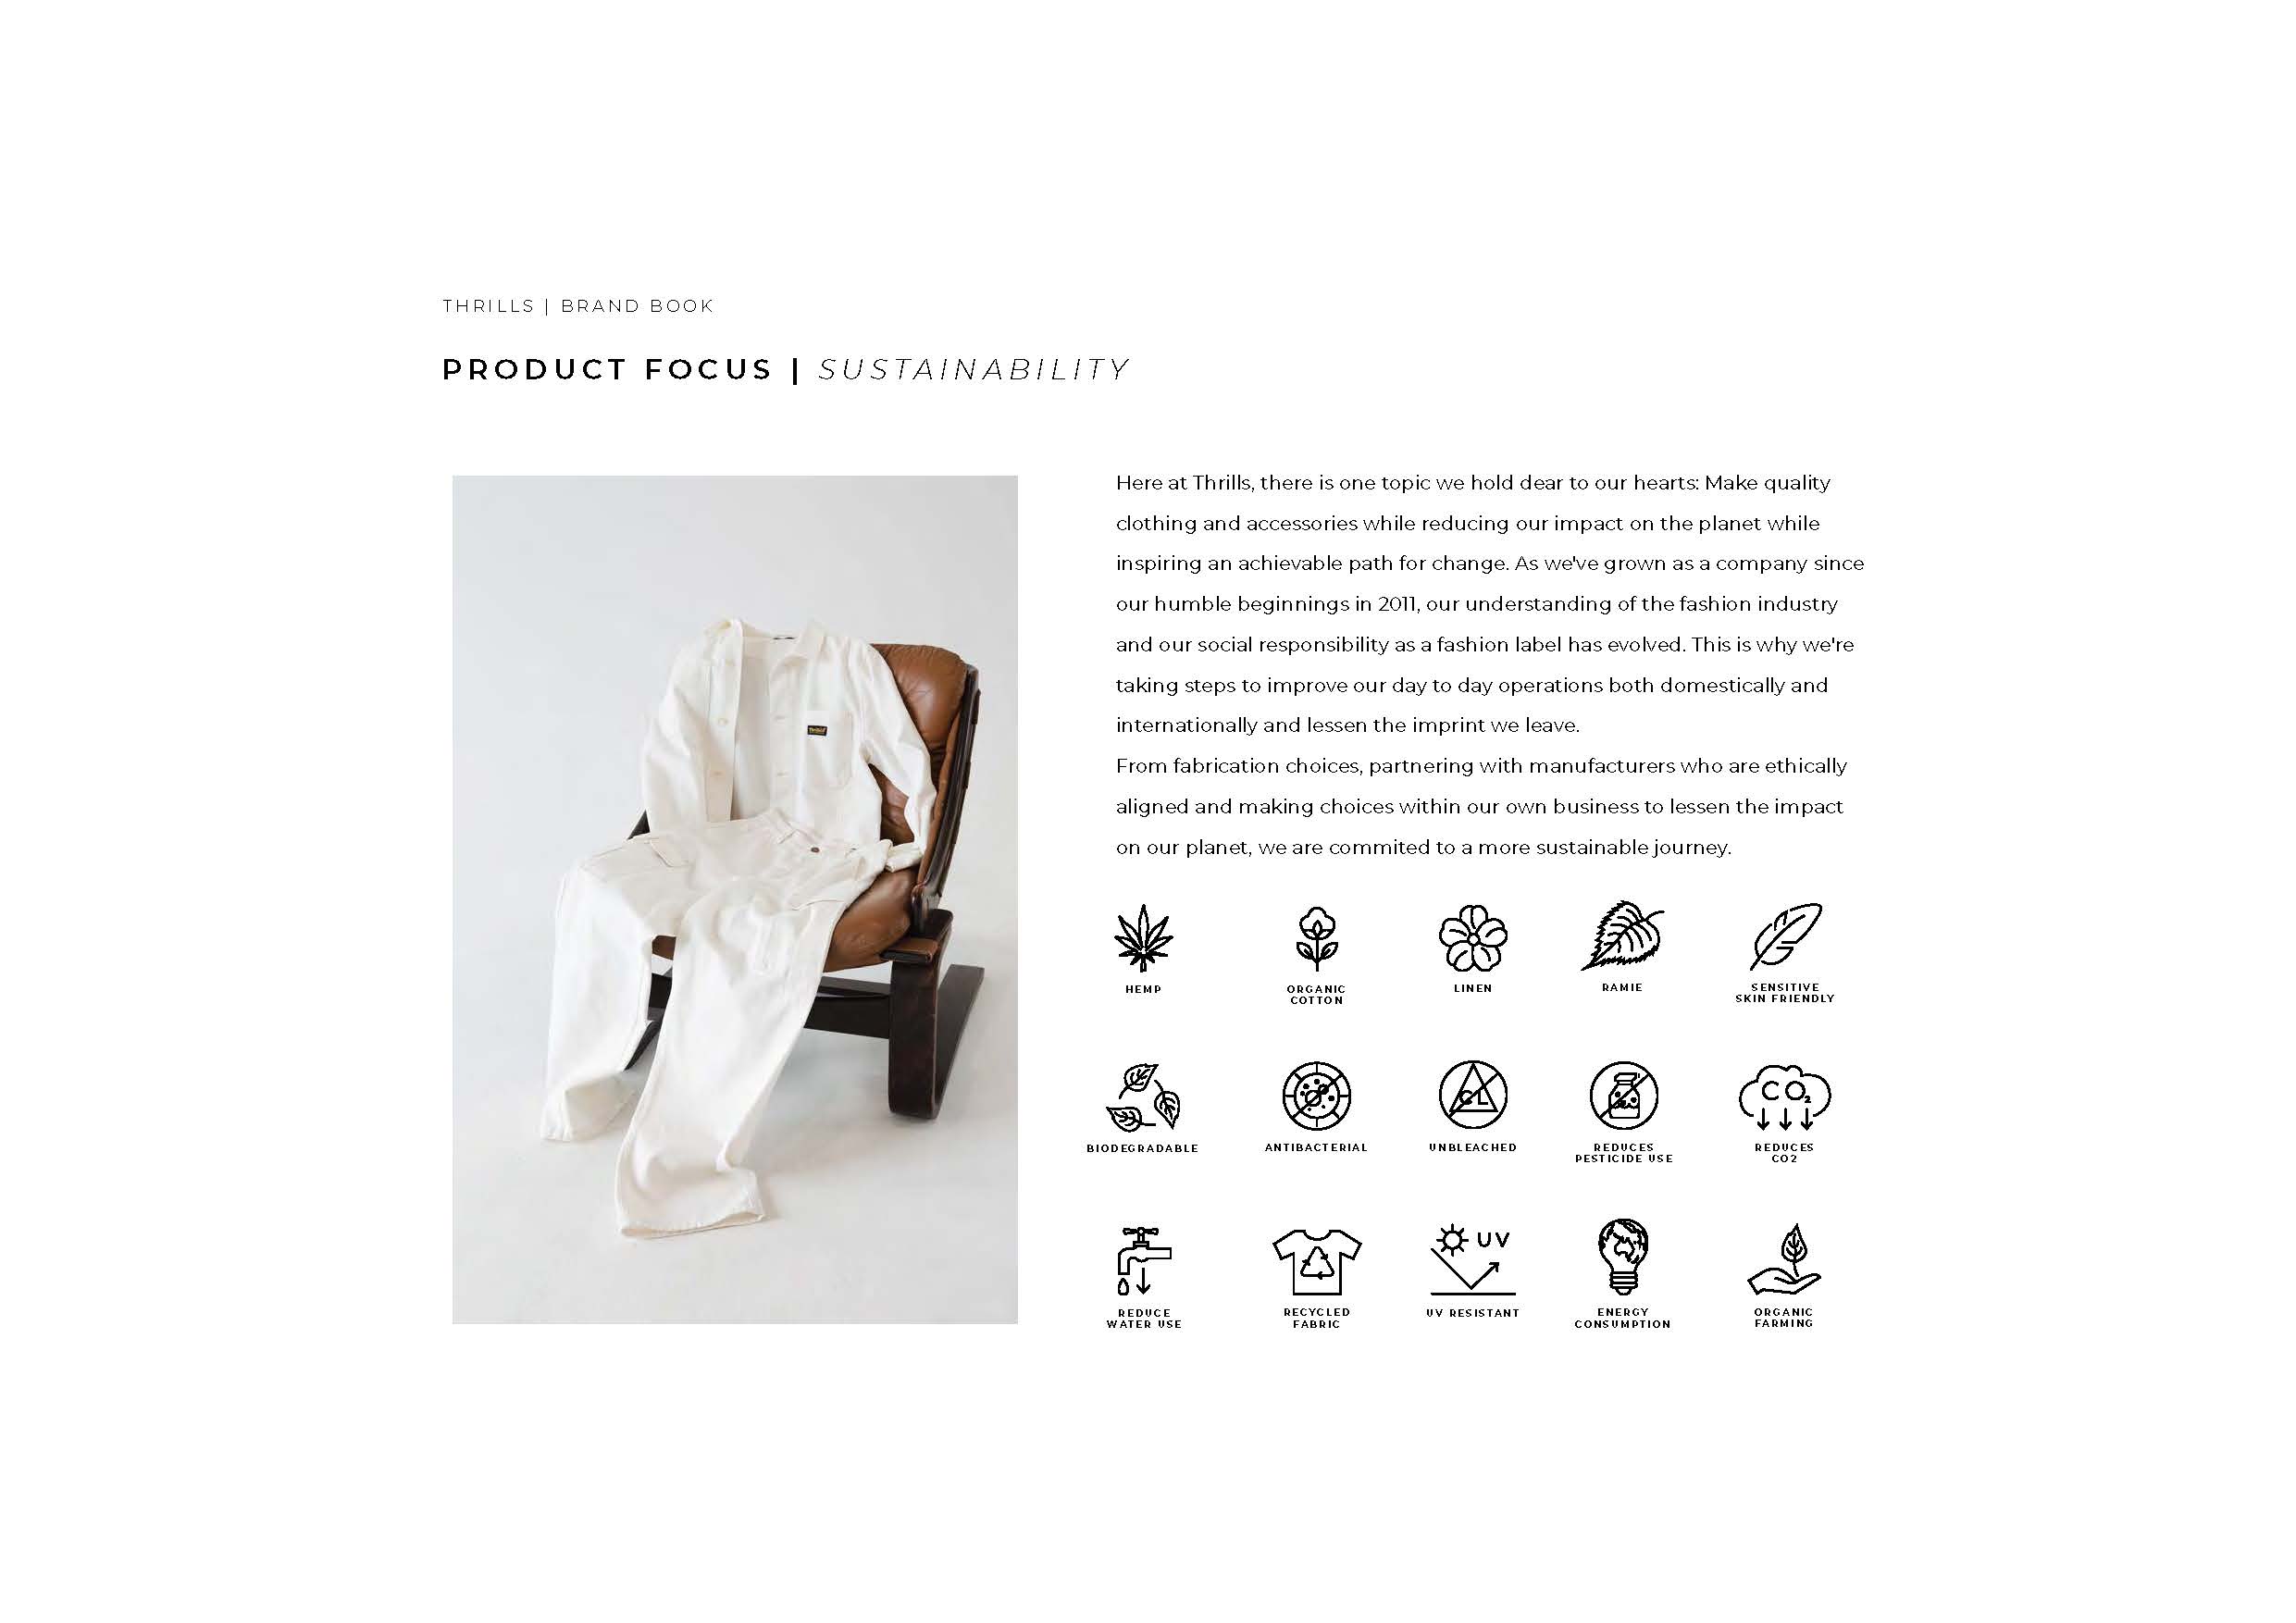 THRILLS | BRAND BOOK
PRODUCT FOCUS | SUSTAINABILITY
Here at Thrills, there is one topic we hold dear to our hearts: Make quality
clothing and accessories while reducing our impact on the planet while
inspiring an achievable path for change. As we've grown as a company since
our humble beginnings in 2011, our understanding of the fashion industry
and our social responsibility as a fashion label has evolved. This is why we're
taking steps to improve our day to day operations both domestically and
internationally and lessen the imprint we leave.
From fabrication choices, partnering with manufacturers who are ethically
aligned and making choices within our own business to lessen the impact
on our planet, we are commited to a more sustainable journey.
HEMP
ORGANIC
COTTON
LINEN
RAMIE
SENSITIVE
SKIN FRIENDLY
BIODEGRADABLE
ANTIBACTERIAL
CL
UNBLEACHED
REDUCES
PESTICIDE USE
CO2
REDUCES
CO2
REDUCE
WATER USE
RECYCLED
FABRIC
UV
UV RESISTANT
ENERGY
CONSUMPTION
ORGANIC
FARMING